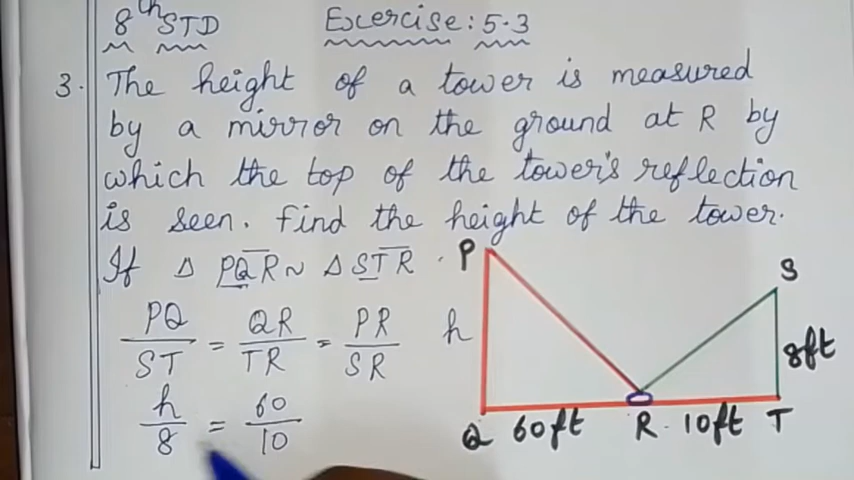 8th STD Exercise: 5.3
3. The height of a tower is measured
by a mirror on the ground at R by
which the top of the tower's reflection
is seen. Find the height of the tower.
If Δ PQR ~ Δ STR.
PQ/ST = QR/TR = PR/SR
h/8 = 60/10
P
S
h
8ft
Q 60ft R 10ft T